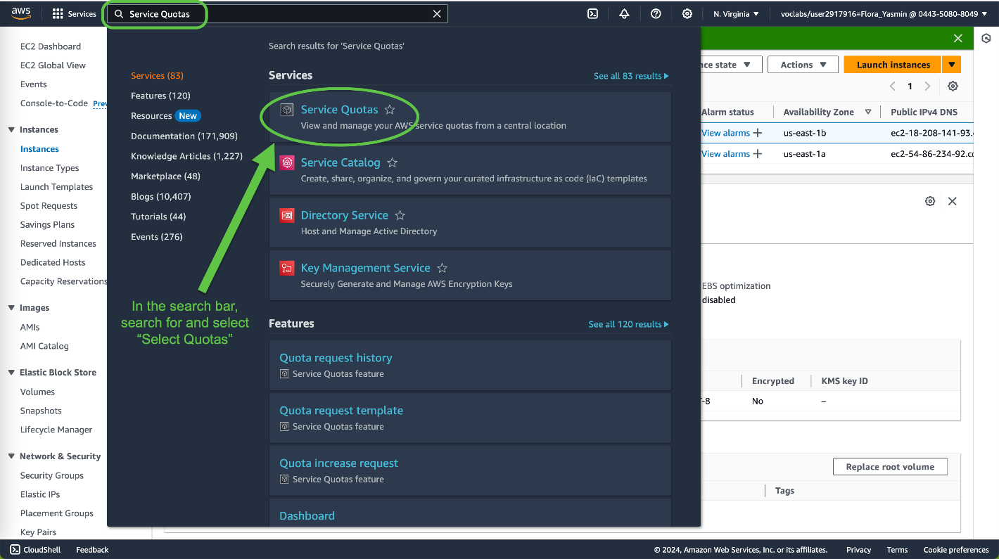 aws
Services
Service Quotas
N. Virginia
voclabs/user2917916=Flora_Yasmin @ 0443-5080-8049
EC2 Dashboard
EC2 Global View
Events
Console-to-Code Prev
Instances
Instances
Instance Types
Launch Templates
Spot Requests
Savings Plans
Reserved Instances
Dedicated Hosts
Capacity Reservations
Images
AMIs
AMI Catalog
Elastic Block Store
Volumes
Snapshots
Lifecycle Manager
Network & Security
Security Groups
Elastic IPs
Placement Groups
Key Pairs
Search results for 'Service Quotas'
Services (83)
Features (120)
Resources New
Documentation (171,909)
Knowledge Articles (1,227)
Marketplace (48)
Blogs (10,407)
Tutorials (44)
Events (276)
In the search bar,
search for and select
“Select Quotas”
Services
See all 83 results
Service Quotas
View and manage your AWS service quotas from a central location
Service Catalog
Create, share, organize, and govern your curated infrastructure as code (IaC) templates
Directory Service
Host and Manage Active Directory
Key Management Service
Securely Generate and Manage AWS Encryption Keys
Features
See all 120 results
Quota request history
Service Quotas feature
Quota request template
Service Quotas feature
Quota increase request
Service Quotas feature
Dashboard
nce state
Actions
Launch instances
1
Alarm status
Availability Zone
Public IPv4 DNS
View alarms
us-east-1b
ec2-18-208-141-93.
View alarms
us-east-1a
ec2-54-86-234-92.co
EBS optimization
disabled
Encrypted
KMS key ID
T-8
No
–
Replace root volume
Tags
CloudShell
Feedback
© 2024, Amazon Web Services, Inc. or its affiliates.
Privacy
Terms
Cookie preferences